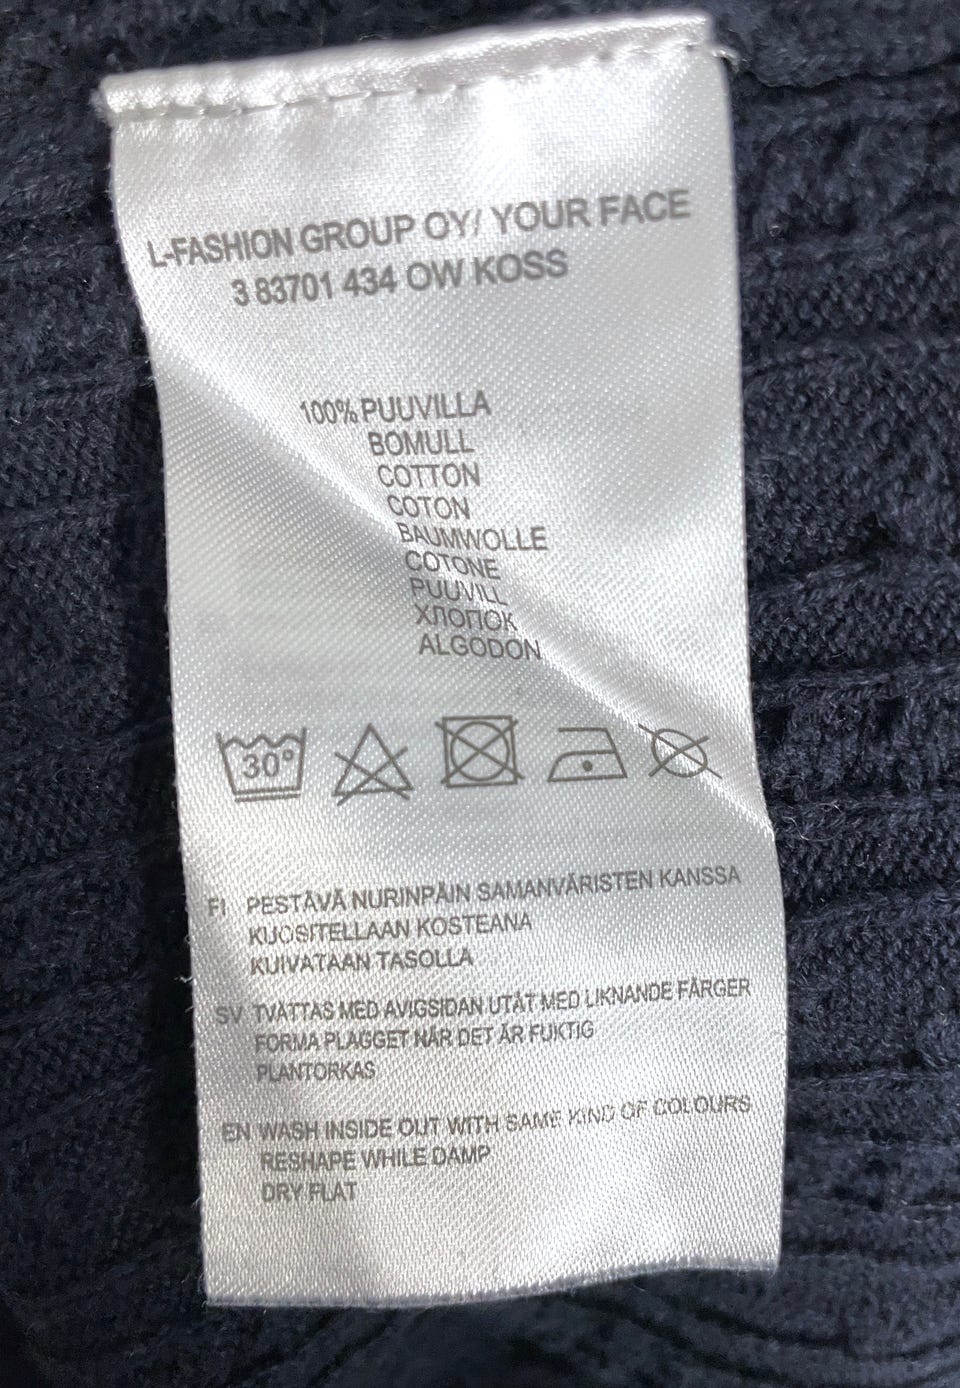 L-FASHION GROUP OY/ YOUR FACE
3 83701 434 OW KOSS
100% PUUVILLA
BOMULL
COTTON
COTON
BAUMWOLLE
COTONE
PUUVILL
ХЛОПОК
ALGODON
30°
FI PESTÄVÄ NURINPÄIN SAMANVÄRISTEN KANSSA
KUOSITELLAAN KOSTEANA
KUIVATAAN TASOLLA
SV TVÄTTAS MED AVIGSIDAN UTÅT MED LIKNANDE FÄRGER
FORMA PLAGGET NÄR DET ÄR FUKTIG
PLANTORKAS
EN WASH INSIDE OUT WITH SAME KIND OF COLOURS
RESHAPE WHILE DAMP
DRY FLAT